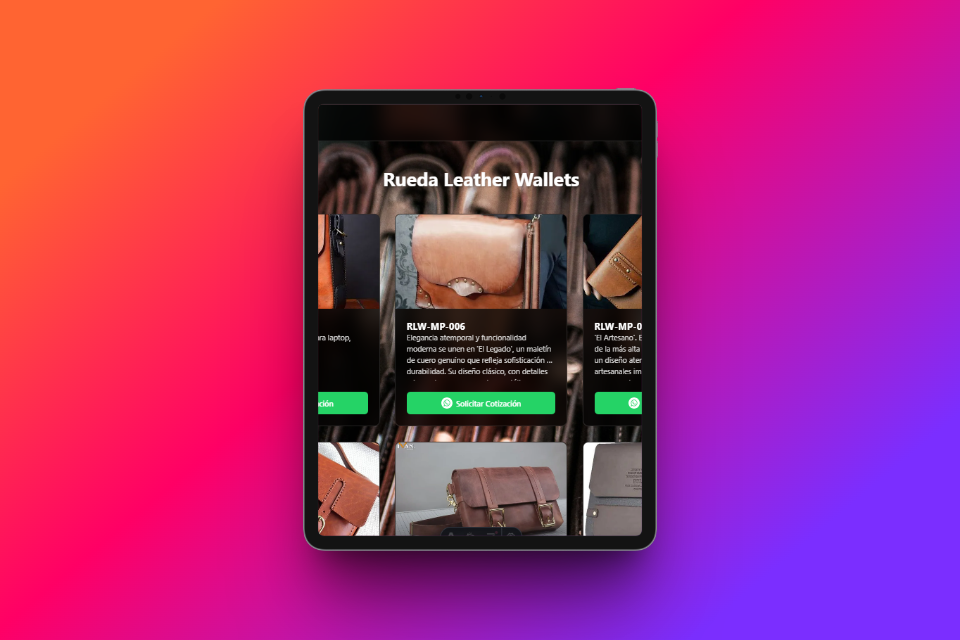 Rueda Leather Wallets
ara laptop,
ción
RLW-MP-006
Elegancia atemporal y funcionalidad
moderna se unen en 'El Legado', un maletín
de cuero genuino que refleja sofisticación ...
durabilidad. Su diseño clásico, con detalles
Solicitar Cotización
RLW-MP-0
'El Artesano'. E
de la más alta
un diseño ater
artesanales im